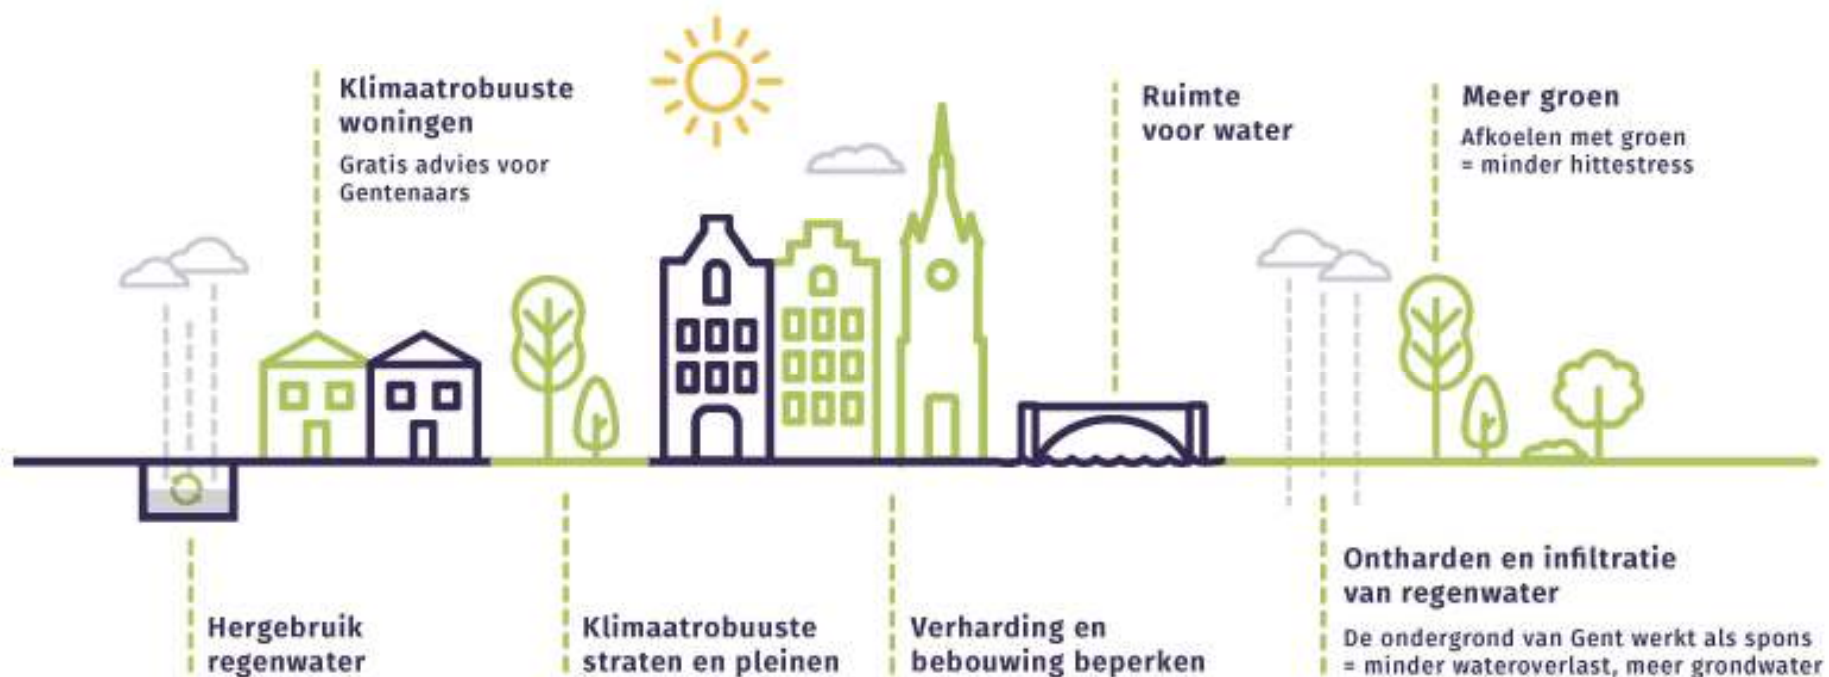 Klimaatrobuuste
woningen
Gratis advies voor
Gentenaars
Ruimte
voor water
Meer groen
Afkoelen met groen
= minder hittestress
Hergebruik
regenwater
Klimaatrobuuste
straten en pleinen
Verharding en
bebouwing beperken
Ontharden en infiltratie
van regenwater
De ondergrond van Gent werkt als spons
= minder wateroverlast, meer grondwater